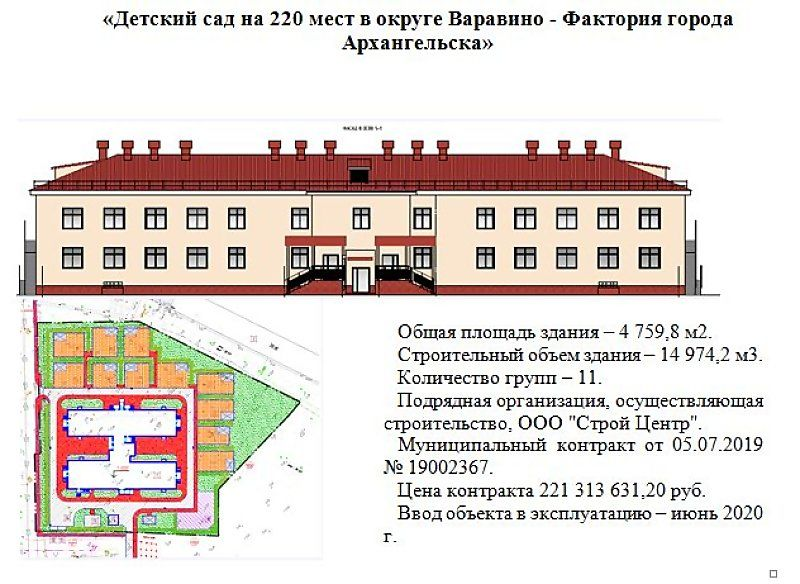 «Детский сад на 220 мест в округе Варавино - Фактория города
Архангельска»
Общая площадь здания – 4 759,8 м2.
Строительный объем здания – 14 974,2 м3.
Количество групп – 11.
Подрядная организация, осуществляющая
строительство, ООО "Строй Центр".
Муниципальный контракт от 05.07.2019
№ 19002367.
Цена контракта 221 313 631,20 руб.
Ввод объекта в эксплуатацию – июнь 2020
г.